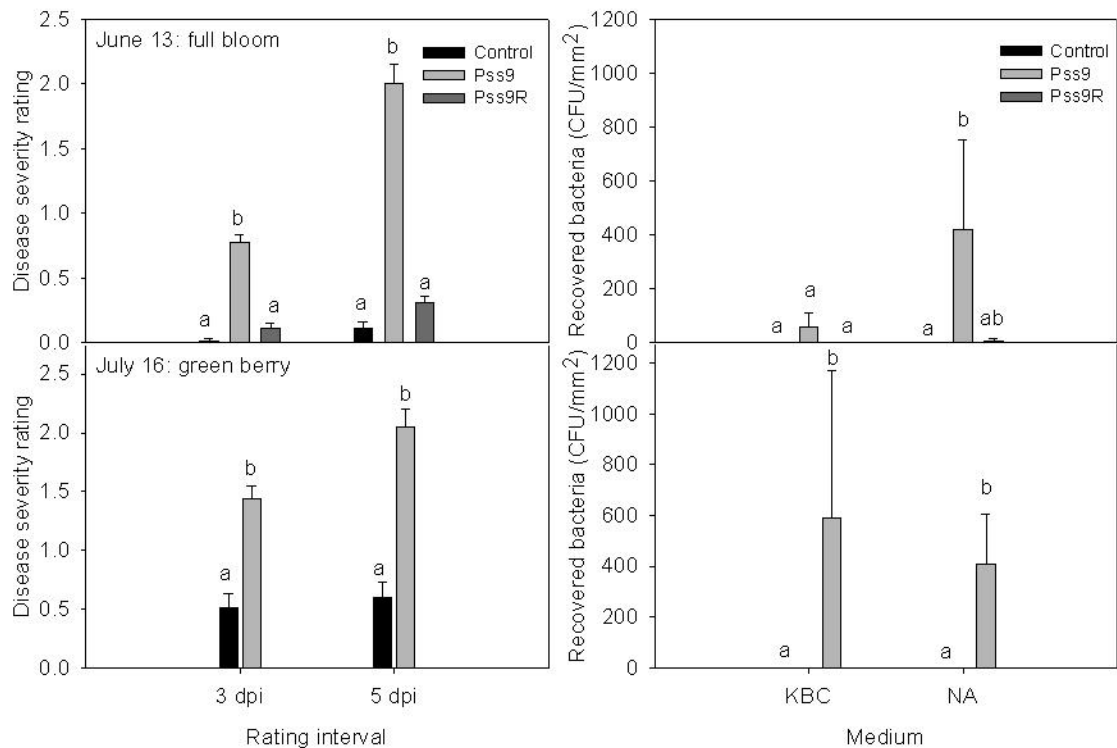 2.5
2.0
1.5
1.0
0.5
0.0
Disease severity rating
June 13: full bloom
Control
Pss9
Pss9R
a
b
a
a
b
a
1200
1000
800
600
400
200
0
Recovered bacteria (CFU/mm²)
Control
Pss9
Pss9R
a
a
a
a
b
ab
2.5
2.0
1.5
1.0
0.5
0.0
Disease severity rating
July 16: green berry
a
b
a
b
3 dpi
5 dpi
Rating interval
1200
1000
800
600
400
200
0
Recovered bacteria (CFU/mm²)
a
b
a
b
KBC
NA
Medium